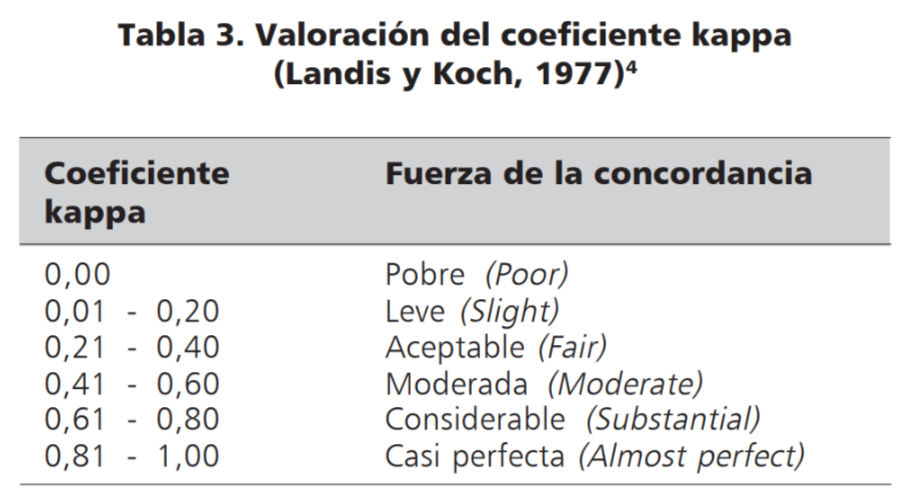 Tabla 3. Valoración del coeficiente kappa
(Landis y Koch, 1977)⁴
Coeficiente kappa Fuerza de la concordancia
0,00 Pobre (Poor)
0,01 - 0,20 Leve (Slight)
0,21 - 0,40 Aceptable (Fair)
0,41 - 0,60 Moderada (Moderate)
0,61 - 0,80 Considerable (Substantial)
0,81 - 1,00 Casi perfecta (Almost perfect)